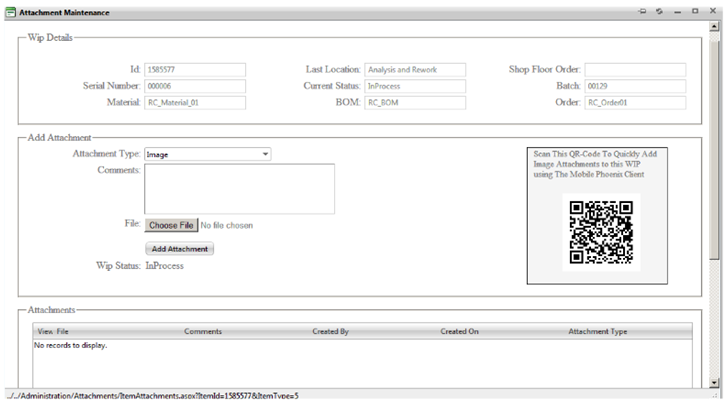 Attachment Maintenance
Wip Details
Id: 1585577 Last Location: Analysis and Rework Shop Floor Order:
Serial Number: 000006 Current Status: InProcess Batch: 00129
Material: RC_Material_01 BOM: RC_BOM Order: RC_Order01
Add Attachment
Attachment Type: Image
Comments:
File: Choose File No file chosen
Add Attachment
Wip Status: InProcess
Scan This QR-Code To Quickly Add
Image Attachments to this WIP
using The Mobile Phoenix Client
Attachments
View File Comments Created By Created On Attachment Type
No records to display.
../../Administration/Attachments/ItemAttachments.aspx?ItemId=1585577&ItemType=5